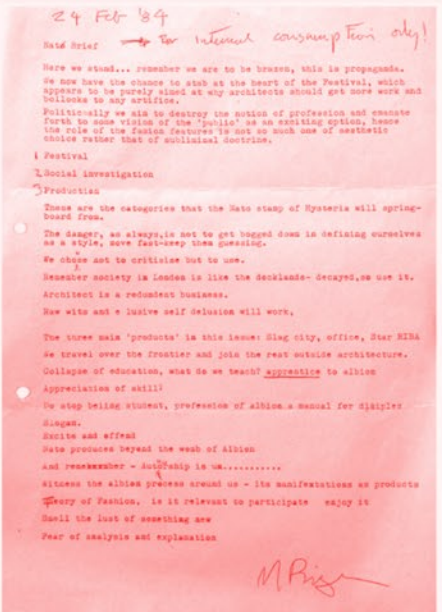 24 Feb '84
Nato Brief → For internal consumption only!
Here we stand... remember we are to be brazen, this is propaganda.
We now have the chance to stab at the heart of the Festival, which
appears to be purely aimed at why architects should get more work and
bollocks to any artifice.
Politically we aim to destroy the notion of profession and emanate
forth to some vision of the 'public' as an exciting option, hence
the role of the fasion features is not so much one of aesthetic
choice rather that of subliminal doctrine.
1 Festival
2 Social investigation
3 Production
These are the categories that the Nato stamp of Hysteria will spring-
board from.
The danger, as always, is not to get bogged down in defining ourselves
as a style, move fast-keep them guessing.
We chose not to criticise but to use.
Remember society in London is like the docklands- decayed, so use it.
Architect is a redundent business.
Raw wits and e lusive self delusion will work.
The three main 'products' in this issue: Slag city, office, Star RIBA
We travel over the frontier and join the rest outside architecture.
Collapse of education, what do we teach? apprentice to albion
Appreciation of skill!
Do stop being student, profession of albion a manual for
Slogan.
Excite and offend
Nato produces beyond the womb of Albion
And - is us...........
Witness the albion process around us - its manifestations as products
Theory of Fashion, is it relevant to participate enjoy it
Smell the lust of something new
Fear of analysis and explanation